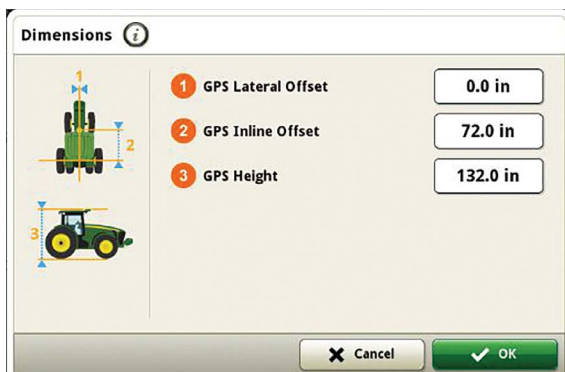 Dimensions i
1
2
3
1 GPS Lateral Offset 0.0 in
2 GPS Inline Offset 72.0 in
3 GPS Height 132.0 in
Cancel OK